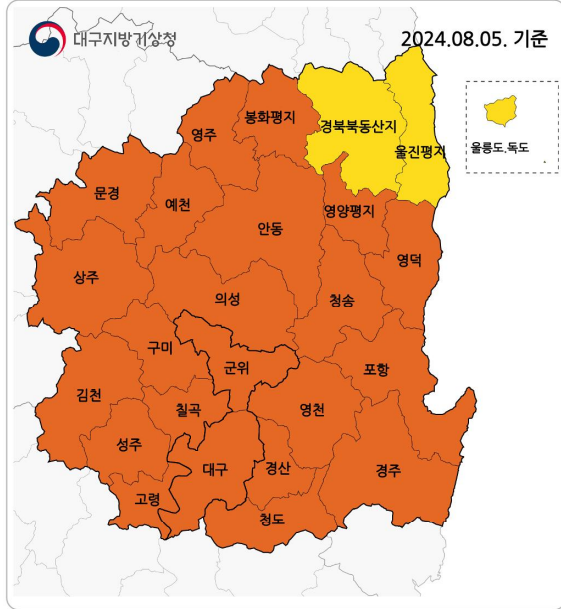 대구지방기상청
2024.08.05. 기준
봉화평지
경북북동산지
영주
울진평지
울릉도.독도
문경
예천
영양평지
안동
영덕
상주
의성
청송
구미
군위
포항
김천
칠곡
영천
성주
대구
경산
경주
고령
청도